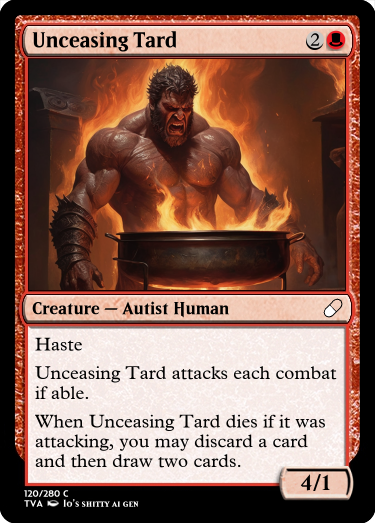 Unceasing Tard 2
Creature — Autist Human
Haste
Unceasing Tard attacks each combat
if able.
When Unceasing Tard dies if it was
attacking, you may discard a card
and then draw two cards.
4/1
120/280 C
TVA Io's shitty ai gen